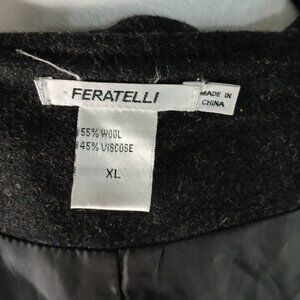 FERATELLI
MADE IN
CHINA
55% WOOL
45% VISCOSE
XL